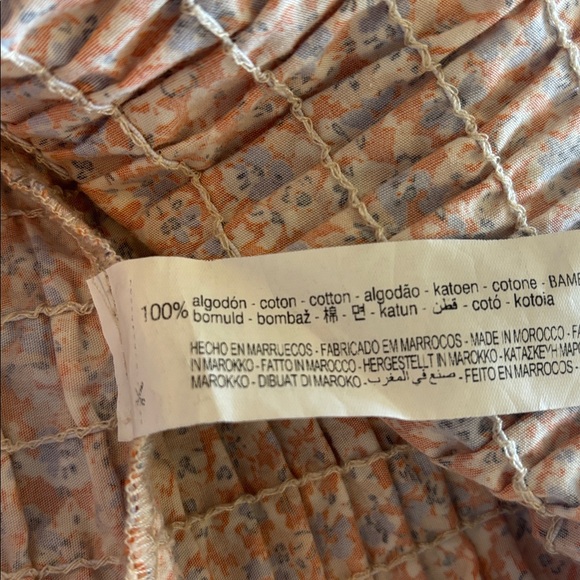 100% algodón - coton - cotton - algodão - katoen - cotone - BAMB
bomuld - bombaž - 棉 - 면 - katun - قطن - cotó - kotoia
HECHO EN MARRUECOS - FABRICADO EM MARROCOS - MADE IN MOROCCO - FA
IN MAROKKO - FATTO IN MAROCCO - HERGESTELLT IN MAROKKO - ΚΑΤΑΣΚΕΥΗ ΜΑΡΟ
MAROKKO - DIBUAT DI MAROKO - صنع في المغرب - FEITO EN MARROCOS -